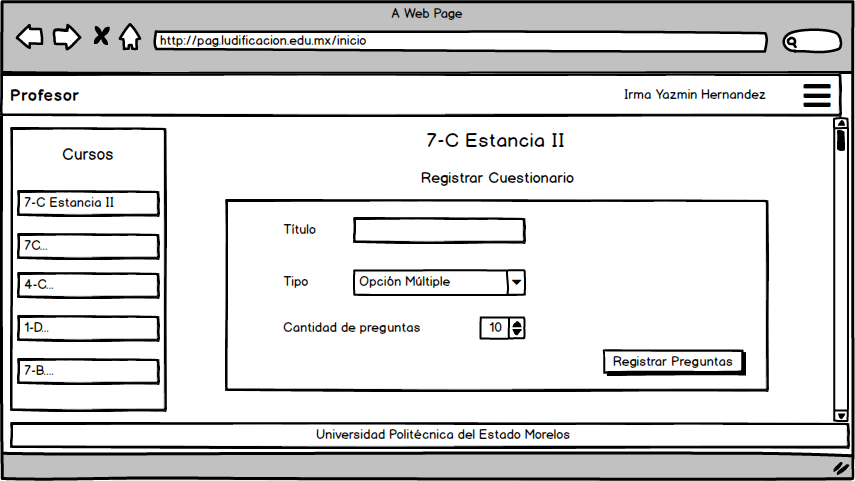 A Web Page
http://pag.ludificacion.edu.mx/inicio
Profesor
Irma Yazmin Hernandez
Cursos
7-C Estancia II
7C...
4-C...
1-D...
7-B....
7-C Estancia II
Registrar Cuestionario
Título
Tipo
Opción Múltiple
Cantidad de preguntas
10
Registrar Preguntas
Universidad Politécnica del Estado Morelos